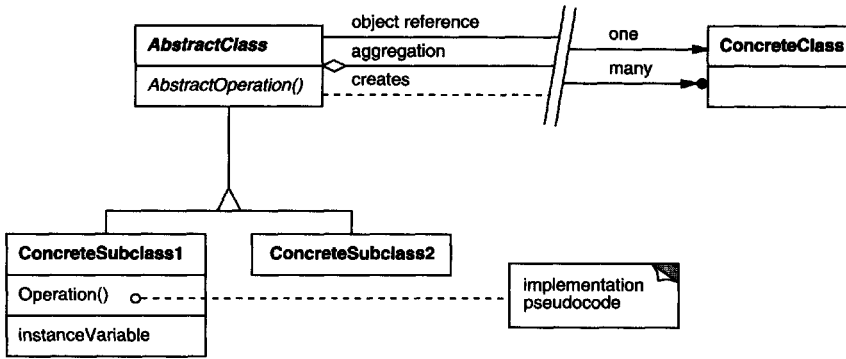 object reference
AbstractClass
one
ConcreteClass
aggregation
many
AbstractOperation()
creates
ConcreteSubclass1
ConcreteSubclass2
Operation()
implementation
pseudocode
instanceVariable